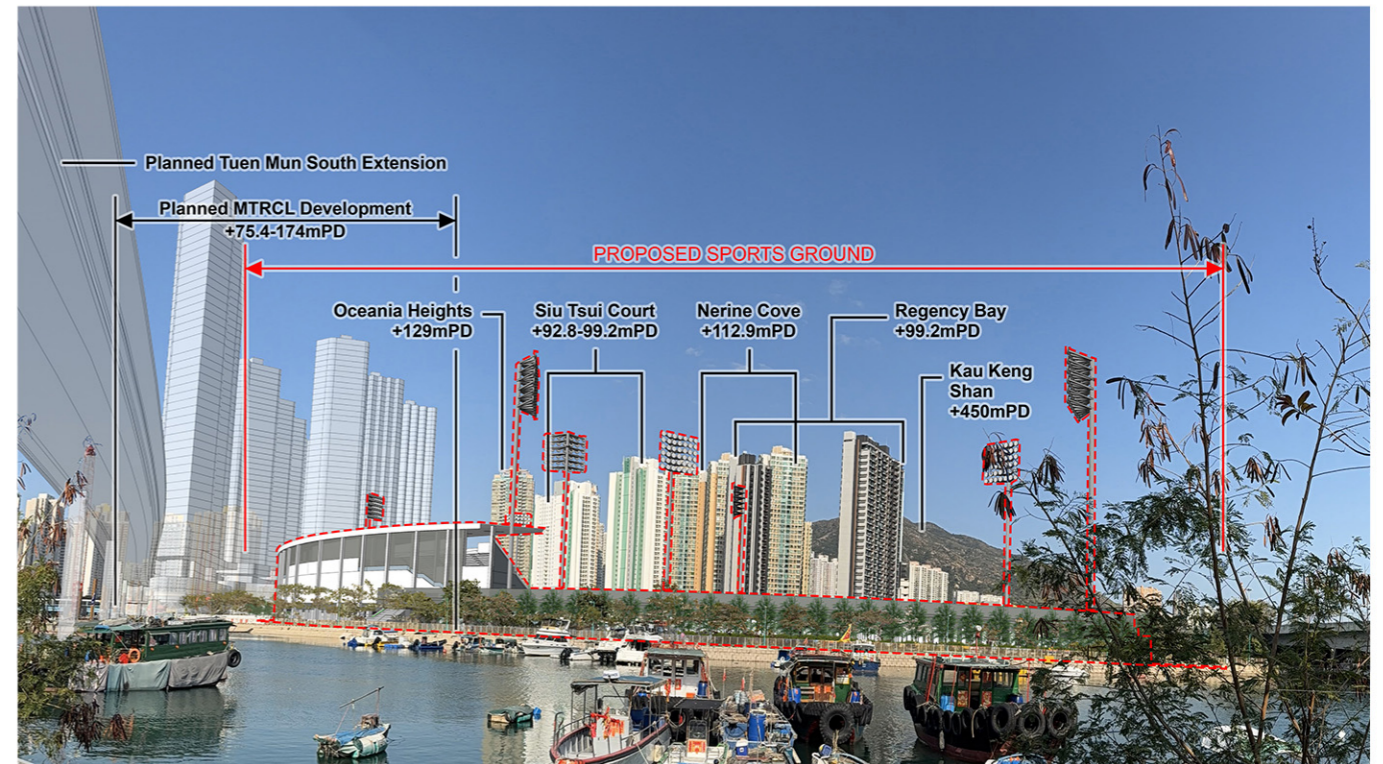 Planned Tuen Mun South Extension
Planned MTRCL Development
+75.4-174mPD
PROPOSED SPORTS GROUND
Oceania Heights
+129mPD
Siu Tsui Court
+92.8-99.2mPD
Nerine Cove
+112.9mPD
Regency Bay
+99.2mPD
Kau Keng
Shan
+450mPD